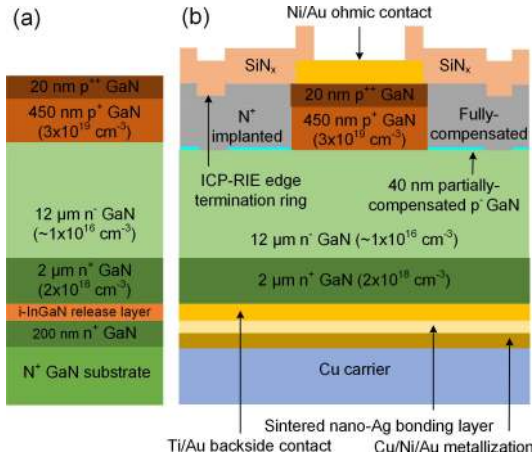 (a)
20 nm p⁺⁺ GaN
450 nm p⁺ GaN
(3x10¹⁹ cm⁻³)
12 µm n⁻ GaN
(~1x10¹⁶ cm⁻³)
2 µm n⁺ GaN
(2x10¹⁸ cm⁻³)
i-InGaN release layer
200 nm n⁺ GaN
N⁺ GaN substrate
(b)
Ni/Au ohmic contact
SiNₓ
SiNₓ
20 nm p⁺⁺ GaN
N⁺
implanted
450 nm p⁺ GaN
(3x10¹⁹ cm⁻³)
Fully-
compensated
ICP-RIE edge
termination ring
40 nm partially-
compensated p⁻ GaN
12 µm n⁻ GaN (~1x10¹⁶ cm⁻³)
2 µm n⁺ GaN (2x10¹⁸ cm⁻³)
Cu carrier
Sintered nano-Ag bonding layer
Ti/Au backside contact
Cu/Ni/Au metallization